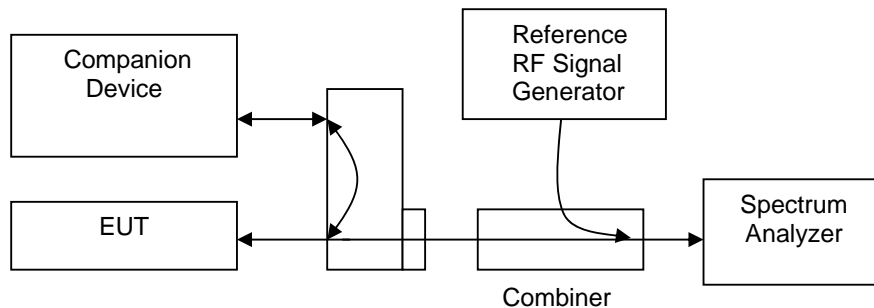 Companion
Device
Reference
RF Signal
Generator
EUT
Spectrum
Analyzer
Combiner